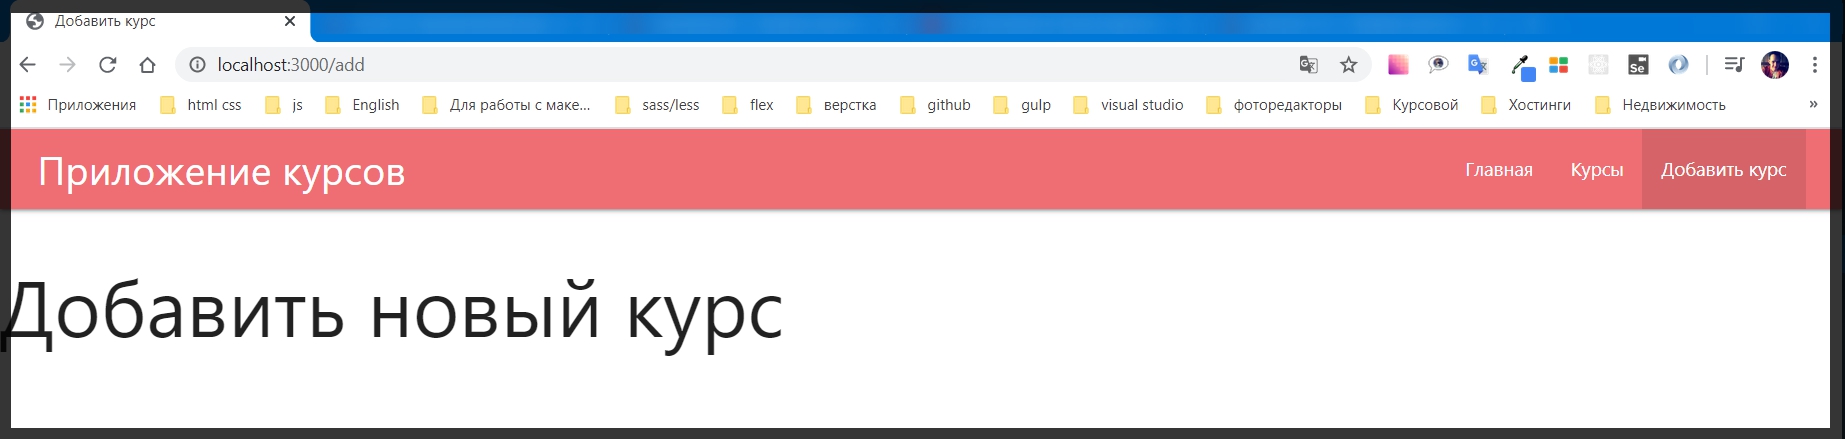 Добавить курс
localhost:3000/add
Приложения html css js English Для работы с маке... sass/less flex верстка github gulp visual studio фоторедакторы Курсовой Хостинги Недвижимость »
Приложение курсов Главная Курсы Добавить курс
Добавить новый курс